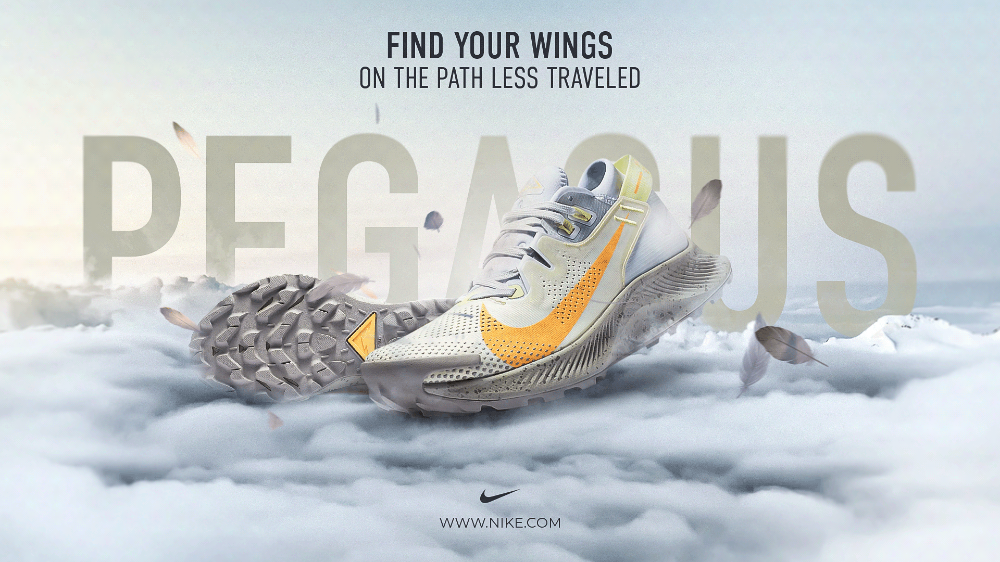 FIND YOUR WINGS
ON THE PATH LESS TRAVELED
PEGASUS
WWW.NIKE.COM